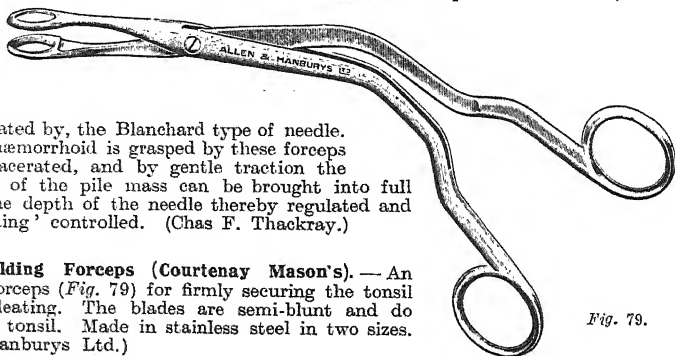 ALLEN & HANBURYS LTD
ated by, the Blanchard type of needle.
æmorrhoid is grasped by these forceps
acerated, and by gentle traction the
of the pile mass can be brought into full
e depth of the needle thereby regulated and
ling' controlled. (Chas F. Thackray.)
lding Forceps (Courtenay Mason's).—An
orceps (Fig. 79) for firmly securing the tonsil
leating. The blades are semi-blunt and do
tonsil. Made in stainless steel in two sizes.
anburys Ltd.)
Fig. 79.